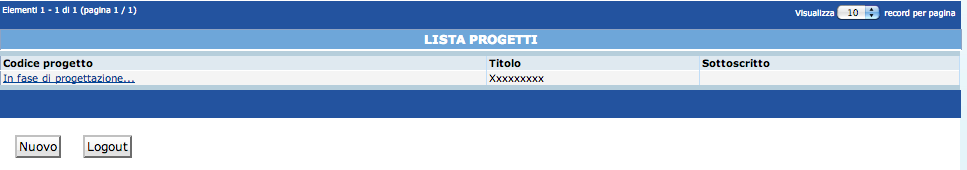 Elementi 1 - 1 di 1 (pagina 1 / 1) Visualizza 10 record per pagina
LISTA PROGETTI
Codice progetto Titolo Sottoscritto
In fase di progettazione... Xxxxxxxxxx
Nuovo Logout